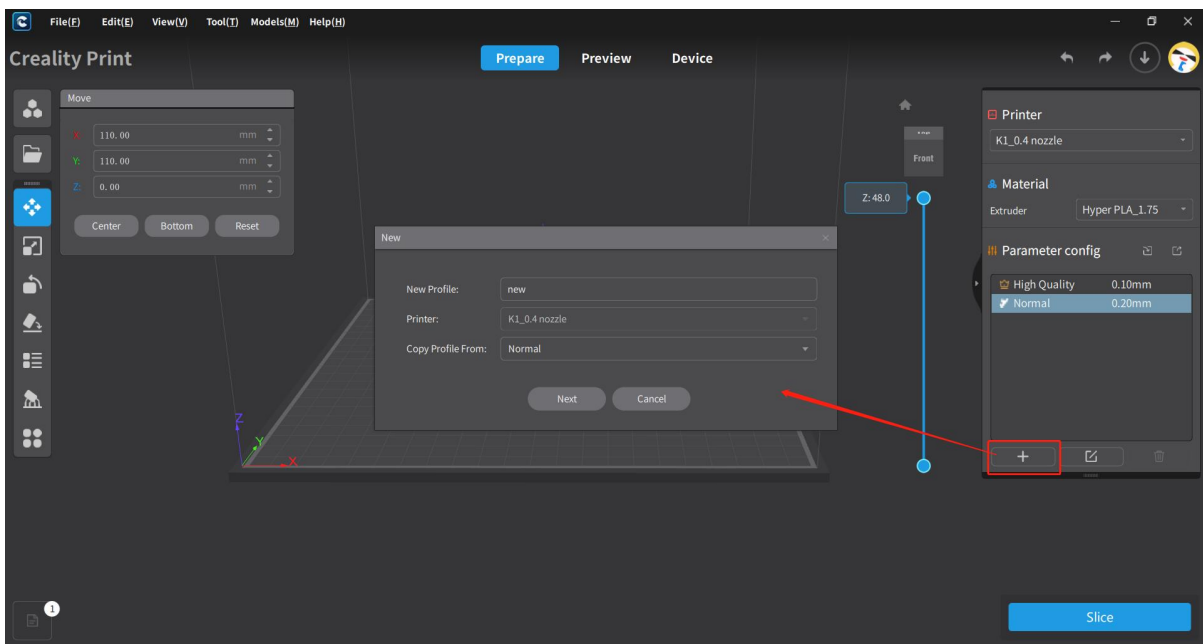 File(F) Edit(E) View(V) Tool(T) Models(M) Help(H)
Creality Print
Prepare Preview Device
Move
110.00 mm
Y: 110.00 mm
Z: 0.00 mm
Center Bottom Reset
Front
Z: 48.0
New
New Profile: new
Printer: K1_0.4 nozzle
Copy Profile From: Normal
Next Cancel
Z
Y
X
Printer
K1_0.4 nozzle
Material
Extruder Hyper PLA_1.75
Parameter config
High Quality 0.10mm
Normal 0.20mm
1
Slice